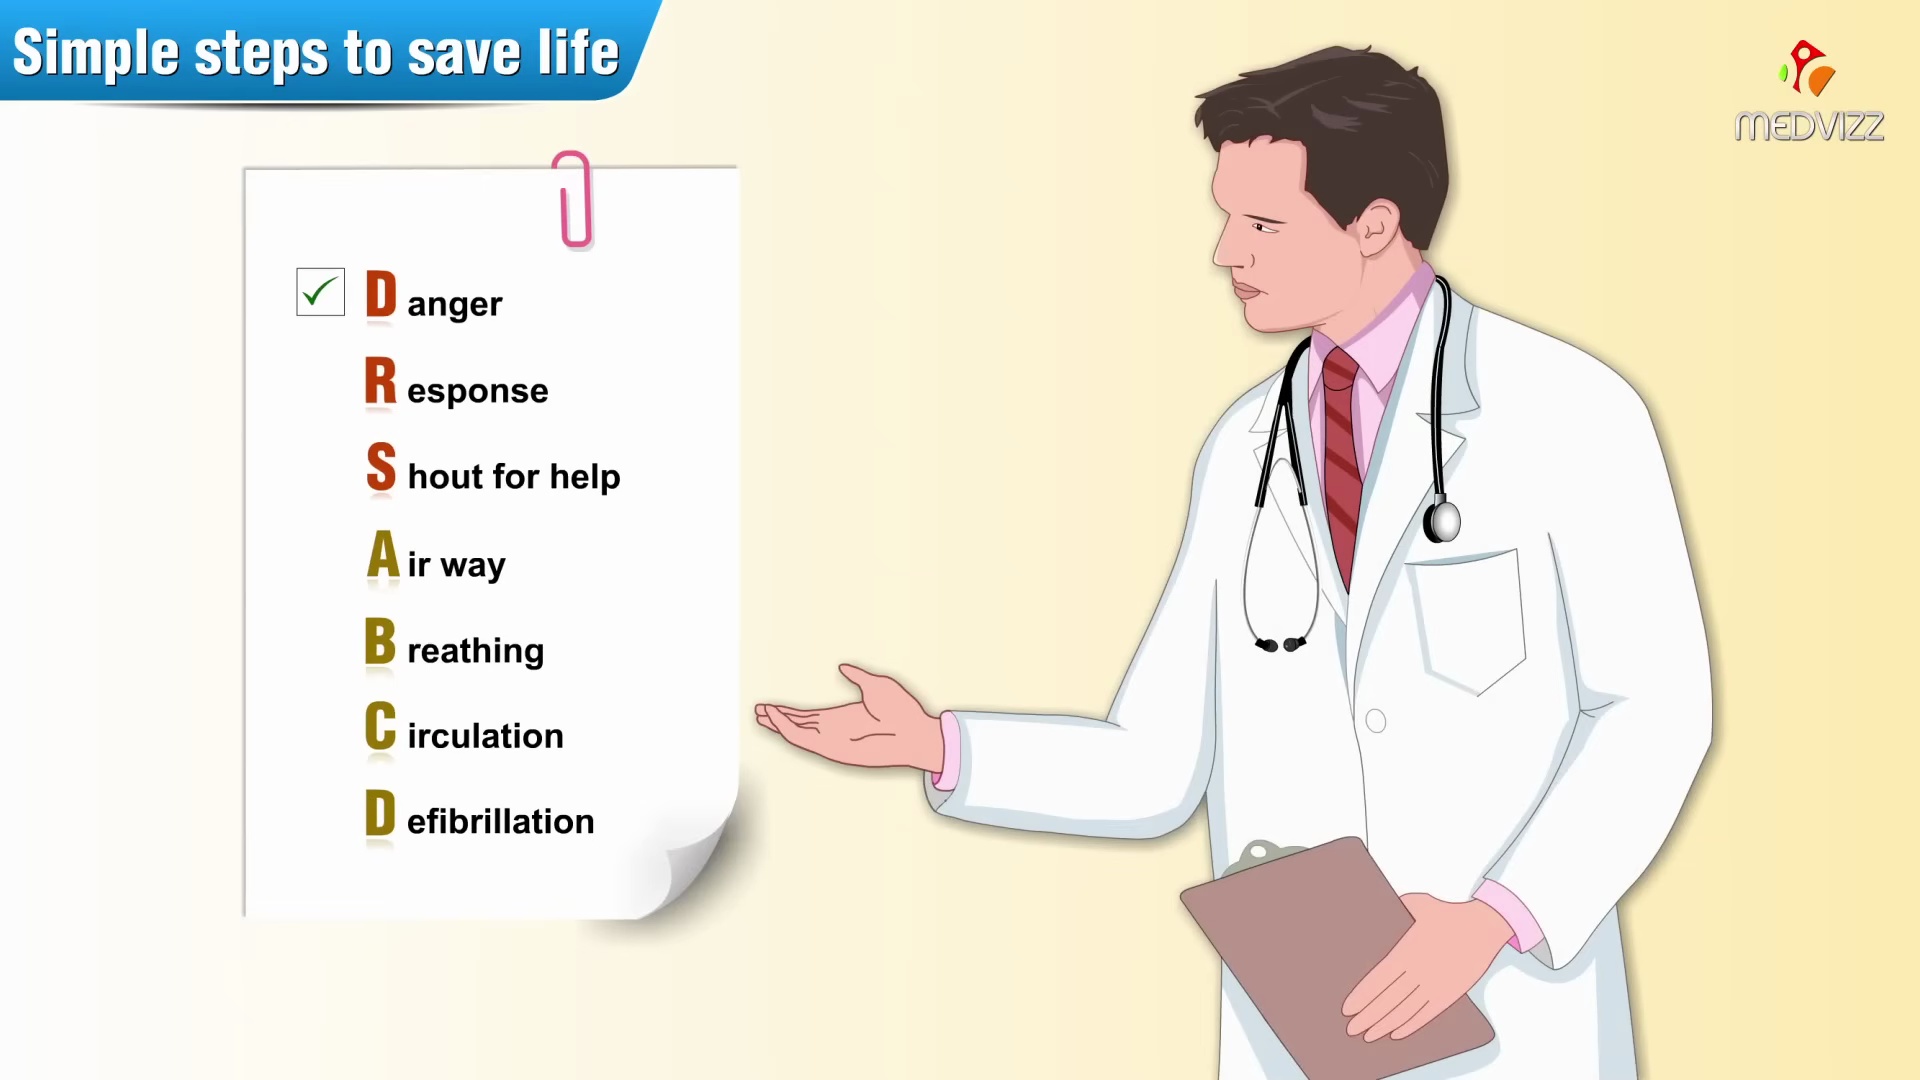 Simple steps to save life
MEDVIZZ
D anger
R esponse
S hout for help
A ir way
B reathing
C irculation
D efibrillation